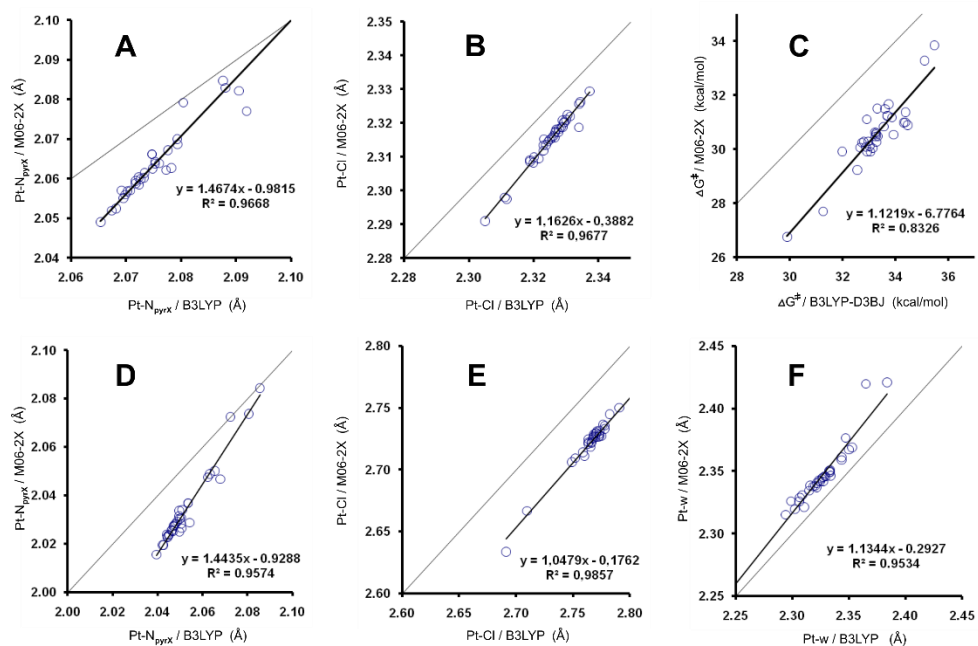 A
2.10
2.09
2.08
2.07
2.06
2.05
2.04
2.06
2.07
2.08
2.09
2.10
Pt-NpyrX / M06-2X (Å)
Pt-NpyrX / B3LYP (Å)
y = 1.4674x - 0.9815
R² = 0.9668
B
2.34
2.33
2.32
2.31
2.30
2.29
2.28
2.28
2.30
2.32
2.34
Pt-Cl / M06-2X (Å)
Pt-Cl / B3LYP (Å)
y = 1.1626x - 0.3882
R² = 0.9677
C
34
32
30
28
26
28
30
32
34
36
ΔG‡ / M06-2X (kcal/mol)
ΔG‡ / B3LYP-D3BJ (kcal/mol)
y = 1.1219x - 6.7764
R² = 0.8326
D
2.10
2.08
2.06
2.04
2.02
2.00
2.00
2.02
2.04
2.06
2.08
2.10
Pt-NpyrX / M06-2X (Å)
Pt-NpyrX / B3LYP (Å)
y = 1.4435x - 0.9288
R² = 0.9574
E
2.80
2.75
2.70
2.65
2.60
2.60
2.65
2.70
2.75
2.80
Pt-Cl / M06-2X (Å)
Pt-Cl / B3LYP (Å)
y = 1.0479x - 0.1762
R² = 0.9857
F
2.45
2.40
2.35
2.30
2.25
2.25
2.30
2.35
2.40
2.45
Pt-w / M06-2X (Å)
Pt-w / B3LYP (Å)
y = 1.1344x - 0.2927
R² = 0.9534